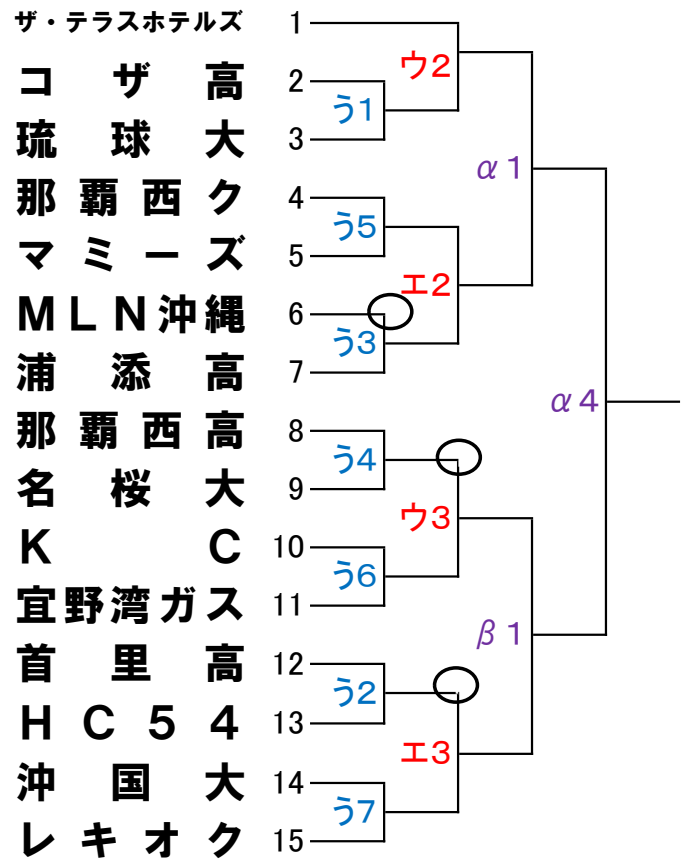 ザ・テラスホテルズ 1
コザ高 2
琉球大 3
那覇西ク 4
マミーズ 5
MLN沖縄 6
浦添高 7
那覇西高 8
名桜大 9
KC 10
宜野湾ガス 11
首里高 12
HC54 13
沖国大 14
レキオク 15
う1
う5
う3
う4
う6
う2
う7
ウ2
エ2
ウ3
エ3
α1
β1
α4